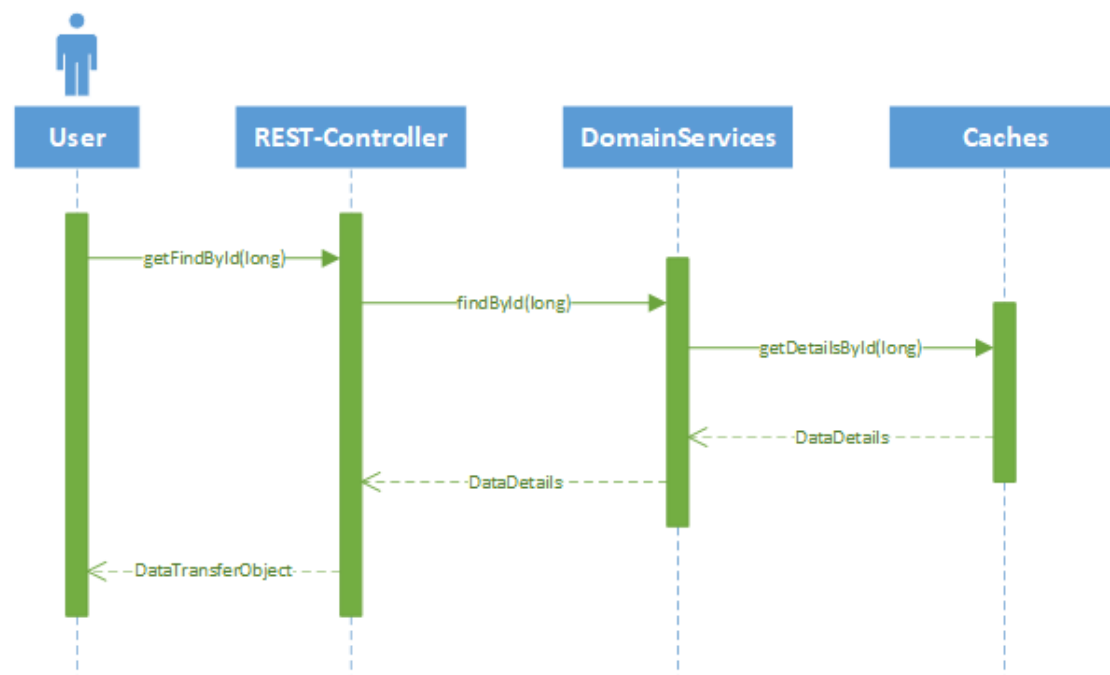 User
REST-Controller
DomainServices
Caches
getFindById(long)
findById(long)
getDetailsById(long)
DataDetails
DataDetails
DataTransferObject